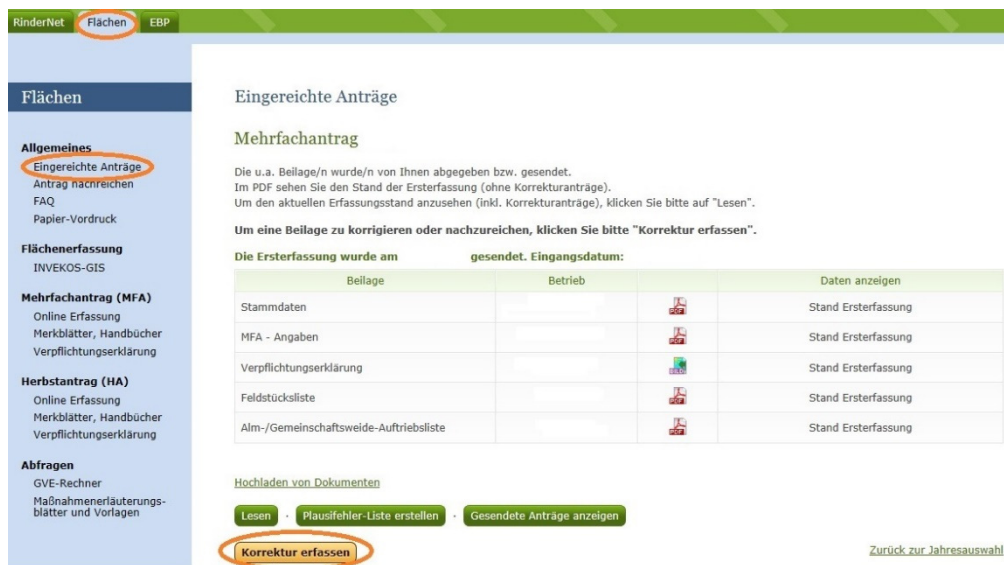 RinderNet Flächen EBP
Flächen
Allgemeines
Eingereichte Anträge
Antrag nachreichen
FAQ
Papier-Vordruck
Flächenerfassung
INVEKOS-GIS
Mehrfachantrag (MFA)
Online Erfassung
Merkblätter, Handbücher
Verpflichtungserklärung
Herbstantrag (HA)
Online Erfassung
Merkblätter, Handbücher
Verpflichtungserklärung
Abfragen
GVE-Rechner
Maßnahmenerläuterungs-
blätter und Vorlagen
Eingereichte Anträge
Mehrfachantrag
Die u.a. Beilage/n wurde/n von Ihnen abgegeben bzw. gesendet.
Im PDF sehen Sie den Stand der Ersterfassung (ohne Korrekturanträge).
Um den aktuellen Erfassungsstand anzusehen (inkl. Korrekturanträge), klicken Sie bitte auf "Lesen".
Um eine Beilage zu korrigieren oder nachzureichen, klicken Sie bitte "Korrektur erfassen".
Die Ersterfassung wurde am gesendet. Eingangsdatum:
Beilage Betrieb Daten anzeigen
Stammdaten PDF Stand Ersterfassung
MFA - Angaben PDF Stand Ersterfassung
Verpflichtungserklärung Stand Ersterfassung
Feldstücksliste PDF Stand Ersterfassung
Alm-/Gemeinschaftsweide-Auftriebsliste PDF Stand Ersterfassung
Hochladen von Dokumenten
Lesen · Plausifehler-Liste erstellen · Gesendete Anträge anzeigen
Korrektur erfassen Zurück zur Jahresauswahl